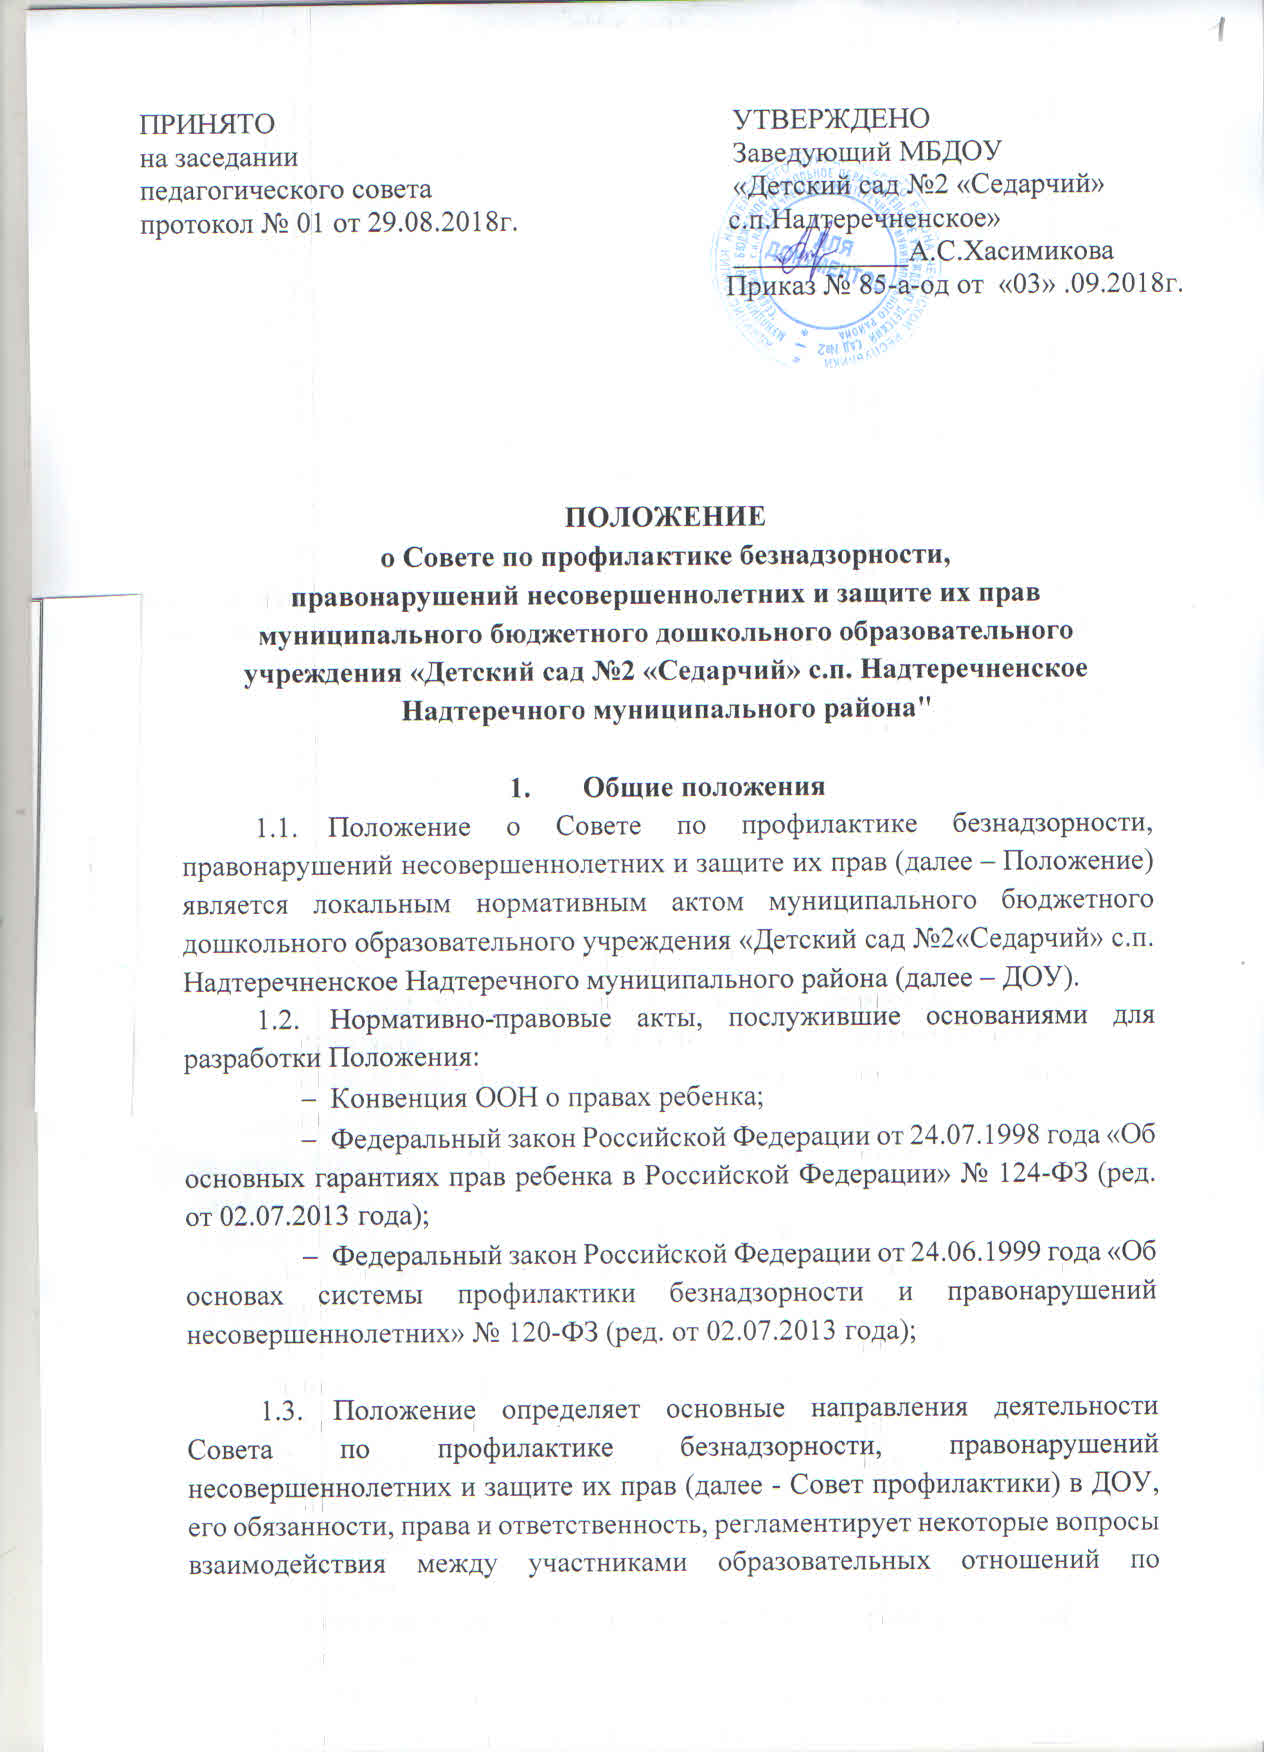 1
ПРИНЯТО
на заседании
педагогического совета
протокол № 01 от 29.08.2018г.
УТВЕРЖДЕНО
Заведующий МБДОУ
«Детский сад №2 «Седарчий»
с.п.Надтеречненское»
____________А.С.Хасимикова
Приказ № 85-а-од от «03» .09.2018г.
ДЛЯ
ДОКУМЕНТОВ
ПОЛОЖЕНИЕ
о Совете по профилактике безнадзорности,
правонарушений несовершеннолетних и защите их прав
муниципального бюджетного дошкольного образовательного
учреждения «Детский сад №2 «Седарчий» с.п. Надтеречненское
Надтеречного муниципального района"
1. Общие положения
1.1. Положение о Совете по профилактике безнадзорности,
правонарушений несовершеннолетних и защите их прав (далее – Положение)
является локальным нормативным актом муниципального бюджетного
дошкольного образовательного учреждения «Детский сад №2«Седарчий» с.п.
Надтеречненское Надтеречного муниципального района (далее – ДОУ).
1.2. Нормативно-правовые акты, послужившие основаниями для
разработки Положения:
– Конвенция ООН о правах ребенка;
– Федеральный закон Российской Федерации от 24.07.1998 года «Об
основных гарантиях прав ребенка в Российской Федерации» № 124-ФЗ (ред.
от 02.07.2013 года);
– Федеральный закон Российской Федерации от 24.06.1999 года «Об
основах системы профилактики безнадзорности и правонарушений
несовершеннолетних» № 120-ФЗ (ред. от 02.07.2013 года);
1.3. Положение определяет основные направления деятельности
Совета по профилактике безнадзорности, правонарушений
несовершеннолетних и защите их прав (далее - Совет профилактики) в ДОУ,
его обязанности, права и ответственность, регламентирует некоторые вопросы
взаимодействия между участниками образовательных отношений по